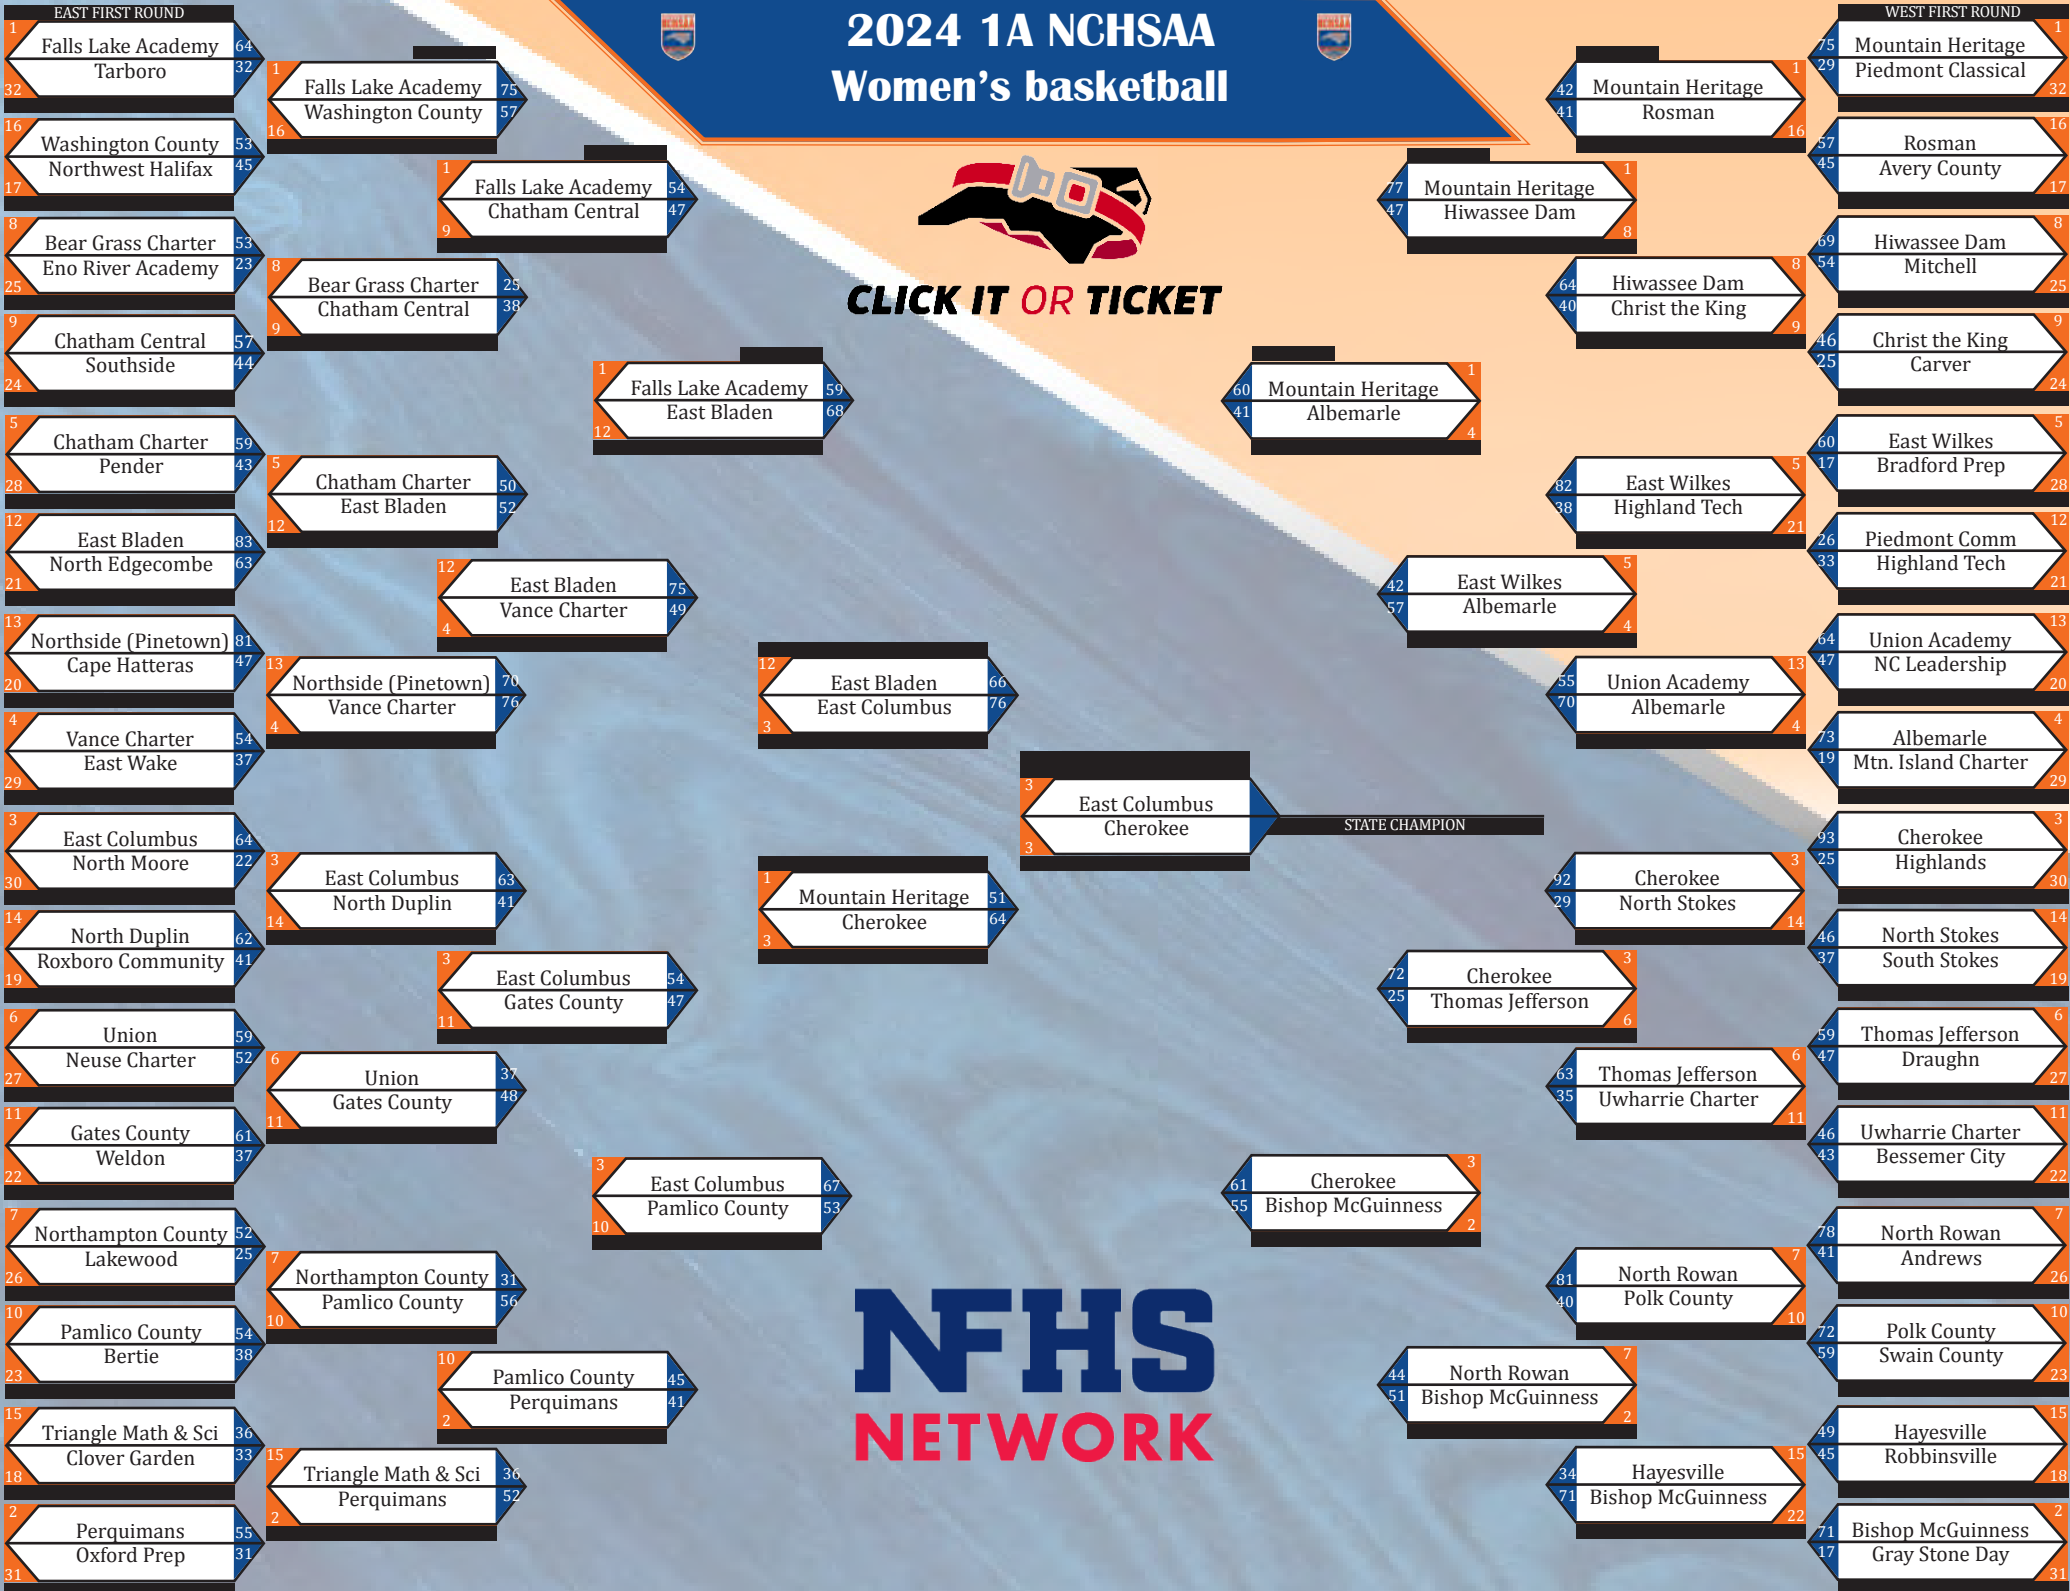 2024 1A NCHSAA
Women's basketball
CLICK IT OR TICKET
EAST FIRST ROUND
1
Falls Lake Academy 64
Tarboro 32
32
16
Washington County 53
Northwest Halifax 45
17
8
Bear Grass Charter 53
Eno River Academy 23
25
9
Chatham Central 57
Southside 44
24
5
Chatham Charter 59
Pender 43
28
12
East Bladen 83
North Edgecombe 63
21
13
Northside (Pinetown) 81
Cape Hatteras 47
20
4
Vance Charter 54
East Wake 37
29
3
East Columbus 64
North Moore 22
30
14
North Duplin 62
Roxboro Community 41
19
6
Union 59
Neuse Charter 52
27
11
Gates County 61
Weldon 37
22
7
Northampton County 52
Lakewood 25
26
10
Pamlico County 54
Bertie 38
23
15
Triangle Math & Sci 36
Clover Garden 33
18
2
Perquimans 55
Oxford Prep 31
31
1
Falls Lake Academy 75
Washington County 57
16
8
Bear Grass Charter 25
Chatham Central 38
9
5
Chatham Charter 50
East Bladen 52
12
13
Northside (Pinetown) 70
Vance Charter 76
4
3
East Columbus 63
North Duplin 41
14
6
Union 37
Gates County 48
11
7
Northampton County 31
Pamlico County 56
10
15
Triangle Math & Sci 36
Perquimans 52
2
1
Falls Lake Academy 54
Chatham Central 47
9
12
East Bladen 75
Vance Charter 49
4
3
East Columbus 54
Gates County 47
11
10
Pamlico County 45
Perquimans 41
2
1
Falls Lake Academy 59
East Bladen 68
12
3
East Columbus 67
Pamlico County 53
10
12
East Bladen 66
East Columbus 76
3
1
Mountain Heritage 51
Cherokee 64
3
3
East Columbus
Cherokee
3
STATE CHAMPION
1
60 Mountain Heritage
41 Albemarle
4
3
61 Cherokee
55 Bishop McGuinness
2
1
77 Mountain Heritage
47 Hiwassee Dam
8
5
42 East Wilkes
57 Albemarle
4
3
72 Cherokee
25 Thomas Jefferson
6
7
44 North Rowan
51 Bishop McGuinness
2
1
42 Mountain Heritage
41 Rosman
16
8
64 Hiwassee Dam
40 Christ the King
9
5
82 East Wilkes
38 Highland Tech
21
13
55 Union Academy
70 Albemarle
4
3
92 Cherokee
29 North Stokes
14
6
63 Thomas Jefferson
35 Uwharrie Charter
11
7
81 North Rowan
40 Polk County
10
15
34 Hayesville
71 Bishop McGuinness
22
WEST FIRST ROUND
1
75 Mountain Heritage
29 Piedmont Classical
32
16
57 Rosman
45 Avery County
17
8
69 Hiwassee Dam
54 Mitchell
25
9
46 Christ the King
25 Carver
24
5
60 East Wilkes
17 Bradford Prep
28
12
26 Piedmont Comm
33 Highland Tech
21
13
64 Union Academy
47 NC Leadership
20
4
73 Albemarle
19 Mtn. Island Charter
29
3
93 Cherokee
25 Highlands
30
14
46 North Stokes
37 South Stokes
19
6
59 Thomas Jefferson
47 Draughn
27
11
46 Uwharrie Charter
43 Bessemer City
22
7
78 North Rowan
41 Andrews
26
10
72 Polk County
59 Swain County
23
15
49 Hayesville
45 Robbinsville
18
2
71 Bishop McGuinness
17 Gray Stone Day
31
NFHS
NETWORK